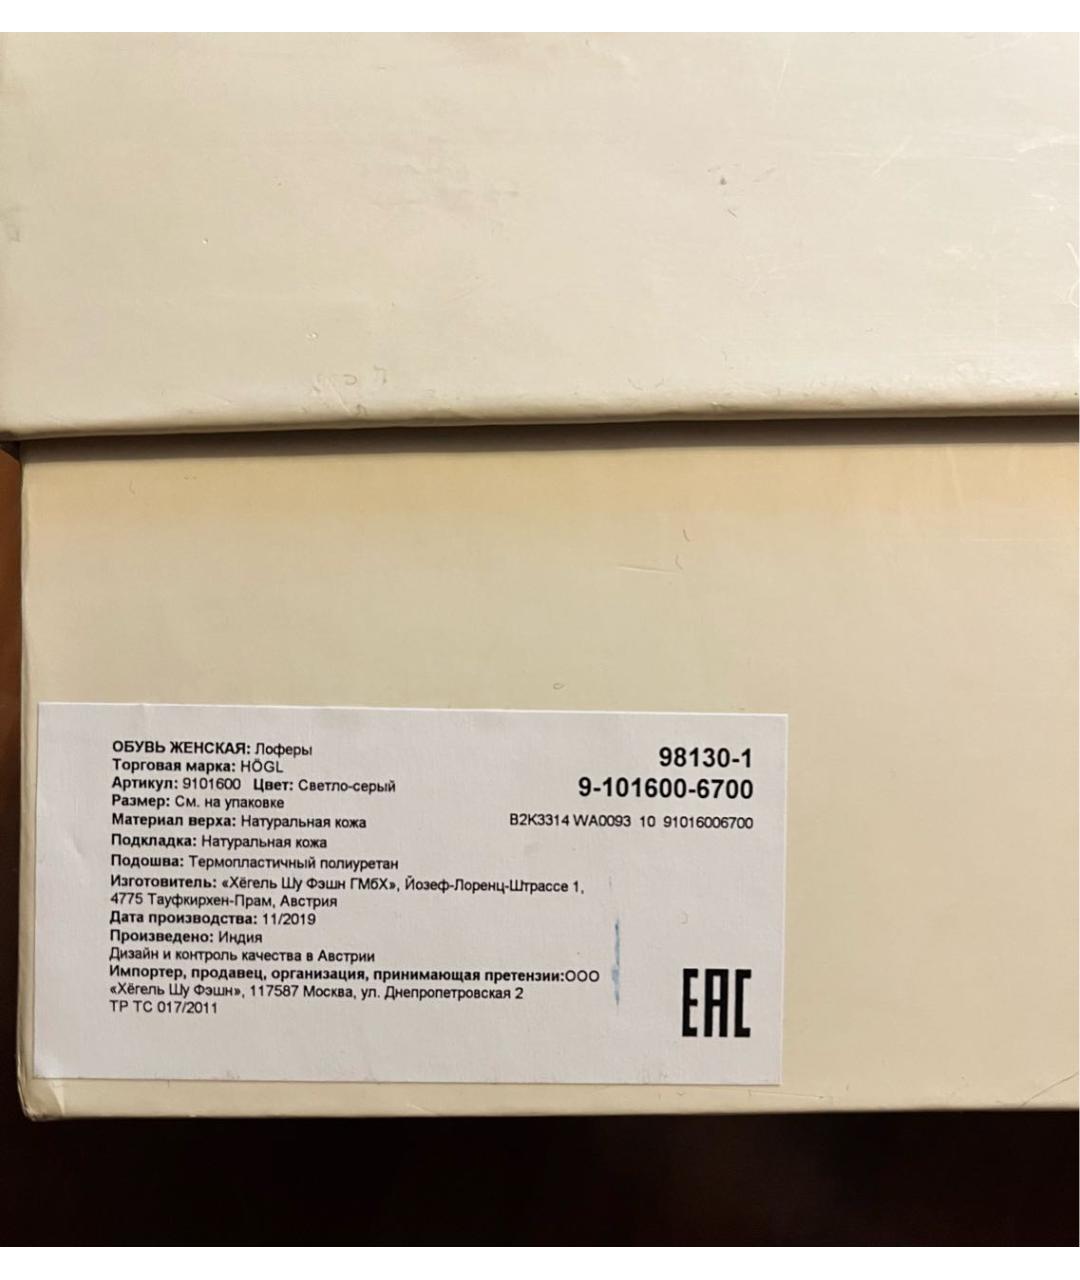 ОБУВЬ ЖЕНСКАЯ: Лоферы
Торговая марка: HÖGL
Артикул: 9101600 Цвет: Светло-серый
Размер: См. на упаковке
Материал верха: Натуральная кожа
Подкладка: Натуральная кожа
Подошва: Термопластичный полиуретан
Изготовитель: «Хёгель Шу Фэшн ГМбХ», Йозеф-Лоренц-Штрассе 1,
4775 Тауфкирхен-Прам, Австрия
Дата производства: 11/2019
Произведено: Индия
Дизайн и контроль качества в Австрии
Импортер, продавец, организация, принимающая претензии:ООО
«Хёгель Шу Фэшн», 117587 Москва, ул. Днепропетровская 2
ТР ТС 017/2011
98130-1
9-101600-6700
B2K3314 WA0093 10 91016006700
EAC